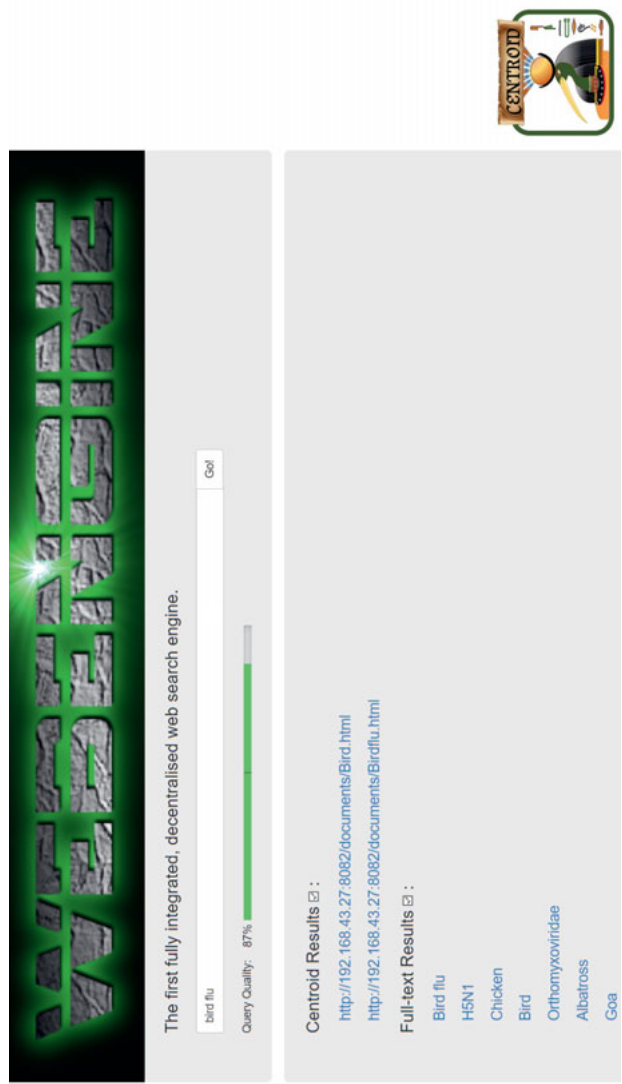 WEBENGINE
The first fully integrated, decentralised web search engine.
bird flu Go!
Query Quality: 87%
Centroid Results ☑ :
http://192.168.43.27:8082/documents/Bird.html
http://192.168.43.27:8082/documents/Birdflu.html
Full-text Results ☑ :
Bird flu
H5N1
Chicken
Bird
Orthomyxoviridae
Albatross
Goa
CENTROID